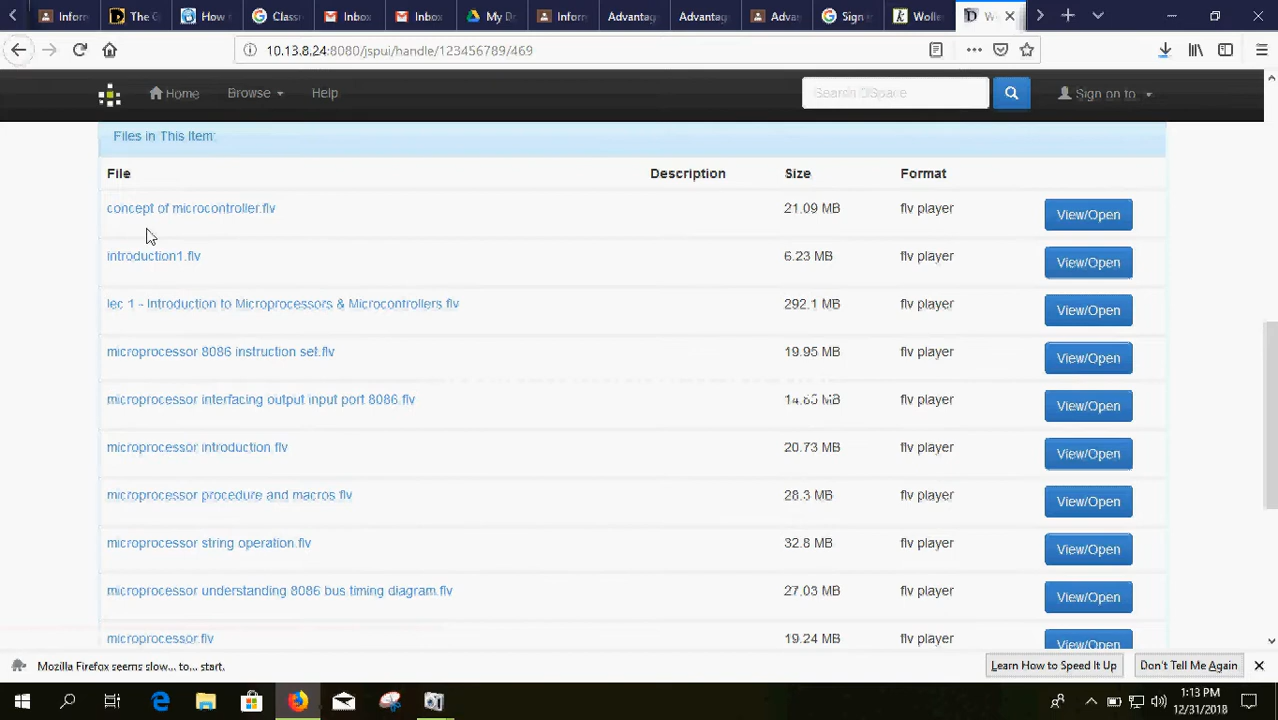 Inform
The G
How
Classr
Inbox
Inbox
My Dr
Inform
Advantag
Advantag
Advan
Sign in
Wolle
10.13.8.24:8080/jspui/handle/123456789/469
Home Browse Help Search DSpace Sign on to
Files in This Item:
File Description Size Format
concept of microcontroller.flv 21.09 MB flv player View/Open
introduction1.flv 6.23 MB flv player View/Open
lec 1 - Introduction to Microprocessors & Microcontrollers.flv 292.1 MB flv player View/Open
microprocessor 8086 instruction set.flv 19.95 MB flv player View/Open
microprocessor interfacing output input port 8086.flv MB flv player View/Open
microprocessor introduction.flv 20.73 MB flv player View/Open
microprocessor procedure and macros.flv 28.3 MB flv player View/Open
microprocessor string operation.flv 32.8 MB flv player View/Open
microprocessor understanding 8086 bus timing diagram.flv 27.03 MB flv player View/Open
microprocessor.flv 19.24 MB flv player View/Open
Mozilla Firefox seems slow... to... start. Learn How to Speed It Up Don't Tell Me Again
1:13 PM
12/31/2018